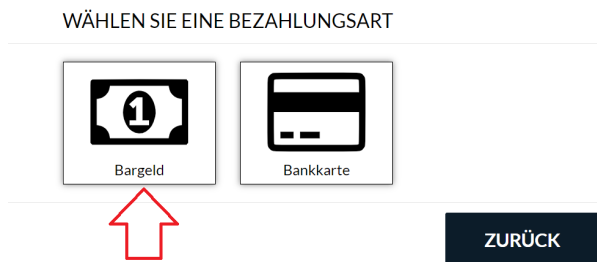 WÄHLEN SIE EINE BEZAHLUNGSART
1
Bargeld
Bankkarte
ZURÜCK